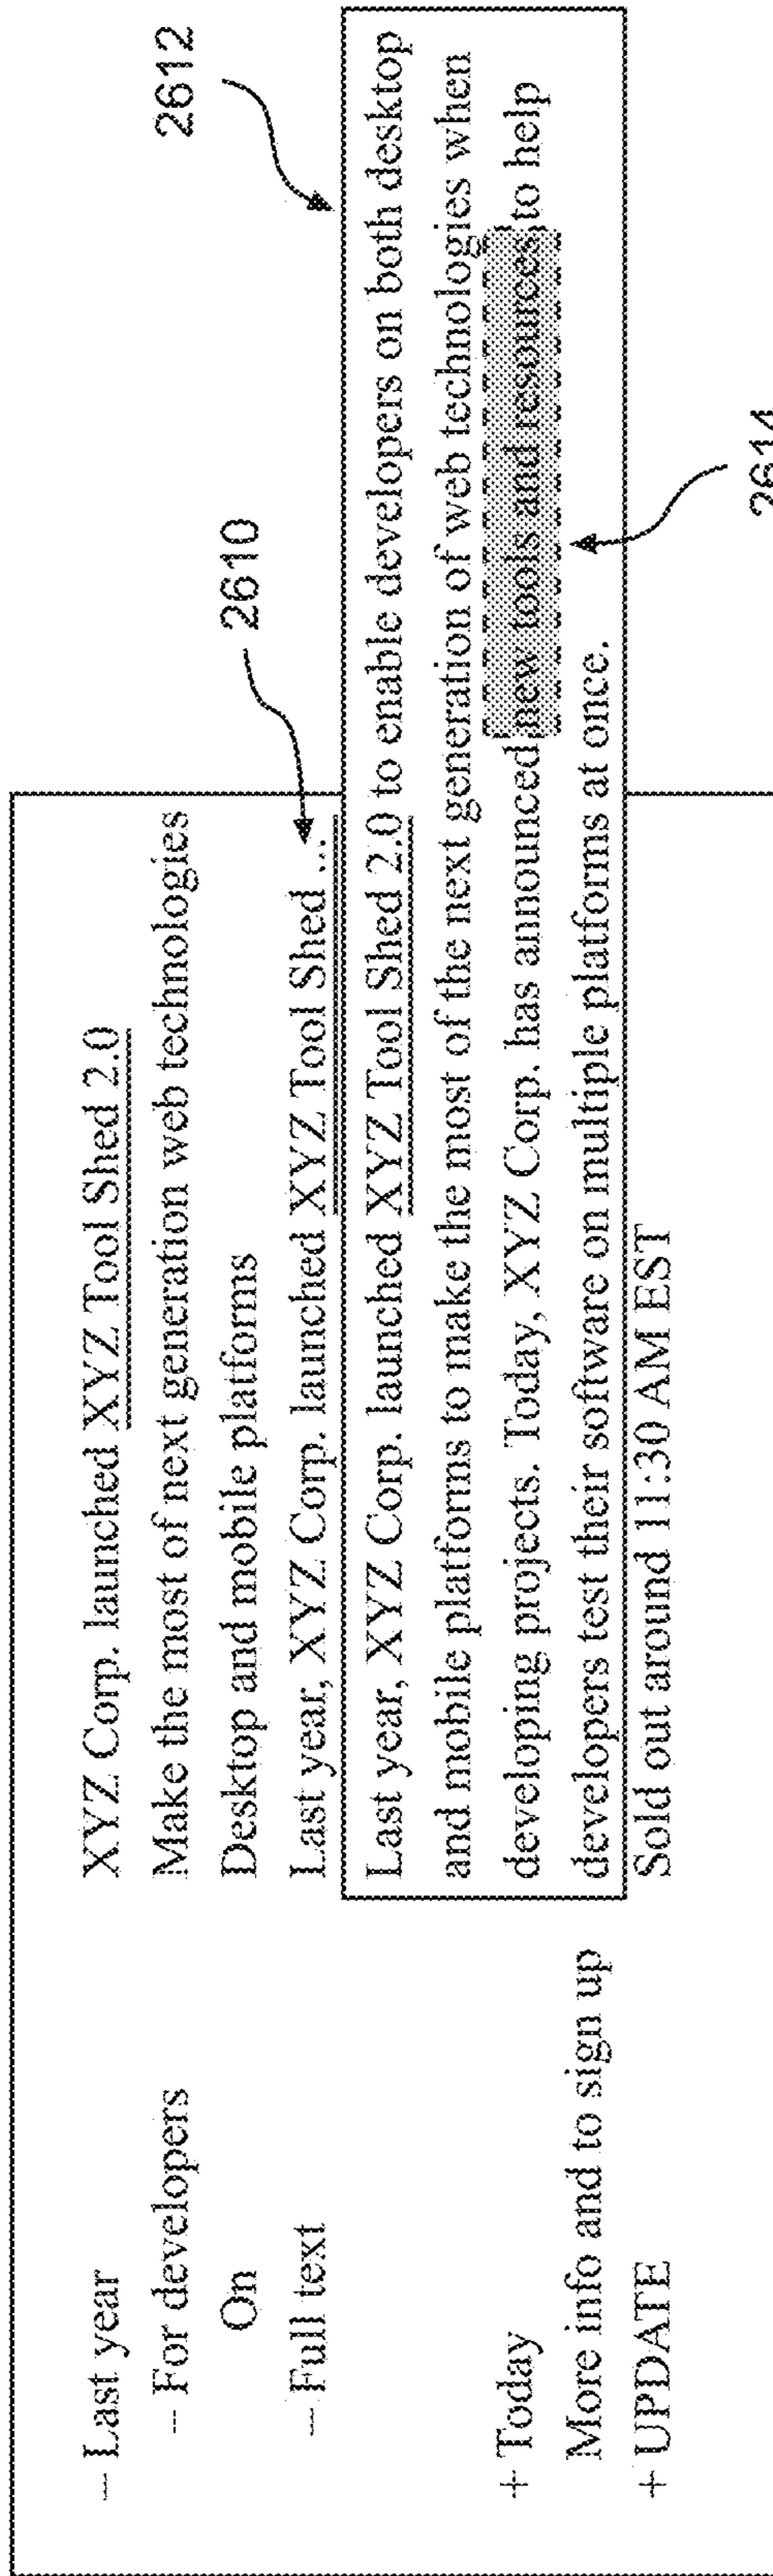 2612
2610
– Last year XYZ Corp. launched XYZ Tool Shed 2.0
– For developers Make the most of next generation web technologies
On Desktop and mobile platforms
– Full text Last year, XYZ Corp. launched XYZ Tool Shed ...
Last year, XYZ Corp. launched XYZ Tool Shed 2.0 to enable developers on both desktop
and mobile platforms to make the most of the next generation of web technologies when
+ Today developing projects. Today, XYZ Corp. has announced new tools and resources to help
More info and to sign up developers test their software on multiple platforms at once.
+ UPDATE Sold out around 11:30 AM EST
2614